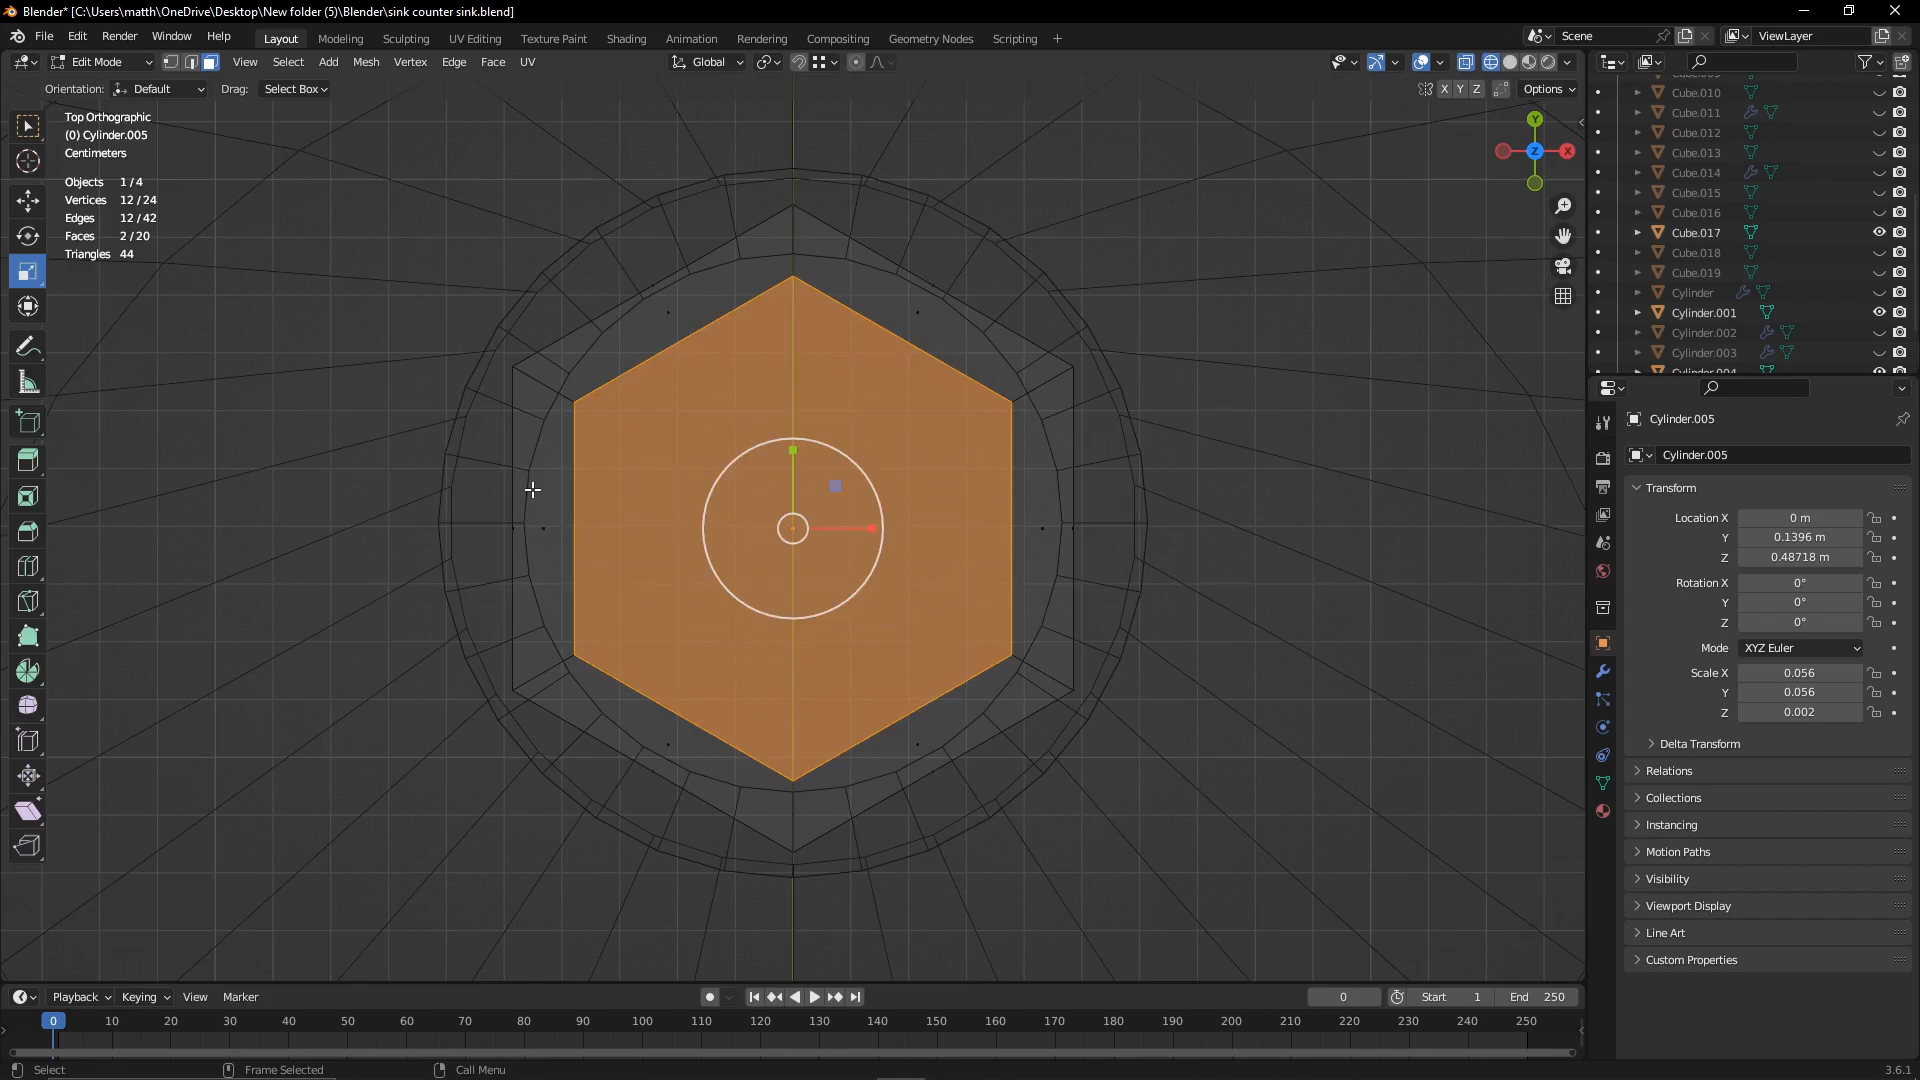 Blender* [C:\Users\matth\OneDrive\Desktop\New folder (5)\Blender\sink counter sink.blend]
File Edit Render Window Help Layout Modeling Sculpting UV Editing Texture Paint Shading Animation Rendering Compositing Geometry Nodes Scripting + Scene ViewLayer
Edit Mode View Select Add Mesh Vertex Edge Face UV Global
Orientation: Default Drag: Select Box X Y Z Options
Top Orthographic
(0) Cylinder.005
Centimeters
Objects 1/4
Vertices 12/24
Edges 12/42
Faces 2/20
Triangles 44
Y
Z
X
Cube.010
Cube.011
Cube.012
Cube.013
Cube.014
Cube.015
Cube.016
Cube.017
Cube.018
Cube.019
Cylinder
Cylinder.001
Cylinder.002
Cylinder.003
Cylinder.004
Cylinder.005
Cylinder.005
Transform
Location X 0 m
Y 0.1396 m
Z 0.48718 m
Rotation X 0°
Y 0°
Z 0°
Mode XYZ Euler
Scale X 0.056
Y 0.056
Z 0.002
Delta Transform
Relations
Collections
Instancing
Motion Paths
Visibility
Viewport Display
Line Art
Custom Properties
Playback Keying View Marker 0 Start 1 End 250
0 10 20 30 40 50 60 70 80 90 100 110 120 130 140 150 160 170 180 190 200 210 220 230 240 250
Select Frame Selected Call Menu 3.6.1